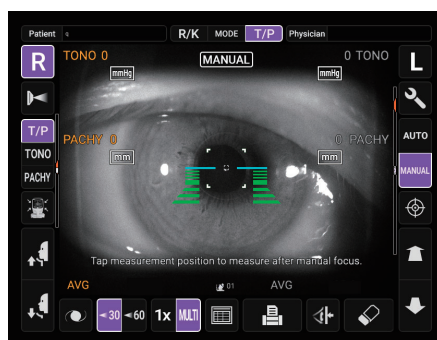 Patient q R/K MODE T/P Physician
R TONO 0 MANUAL 0 TONO L
mmHg mmHg
T/P AUTO
TONO PACHY 0 0 PACHY
PACHY mm mm MANUAL
Tap measurement position to measure after manual focus.
AVG 01 AVG
30 60 1x MULTI